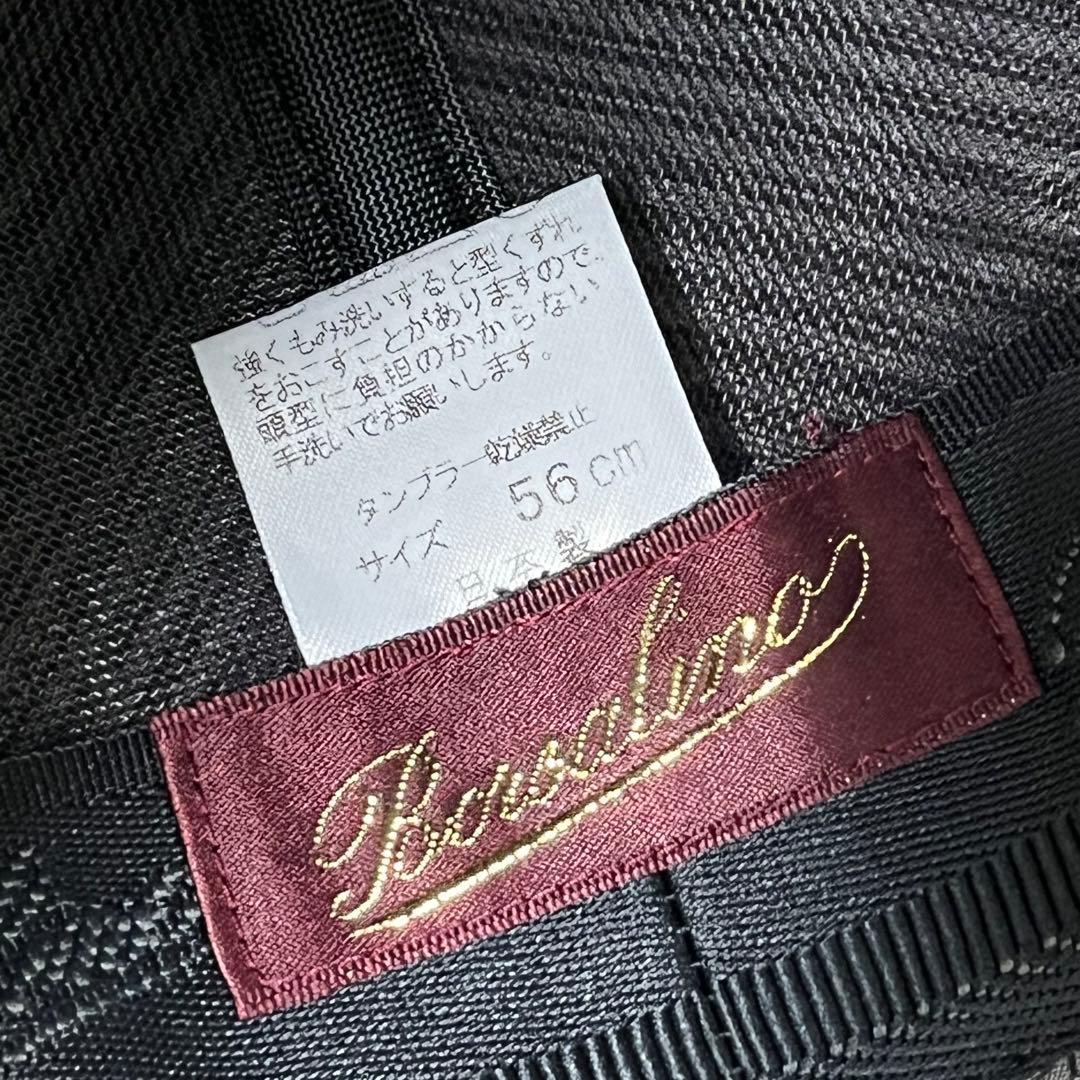 強くもみ洗いすると型くずれ
をおこすことがありますので
頭型に負担のかからない
手洗いでお願いします。
タンブラー乾燥禁止
サイズ 56cm
日本製
Borsalino